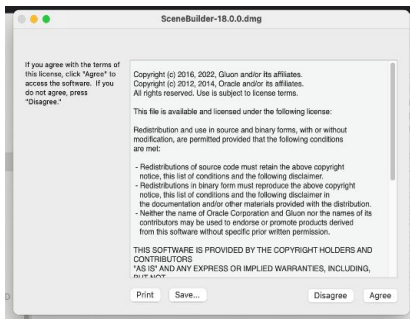 SceneBuilder-18.0.0.dmg
If you agree with the terms of
this license, click "Agree" to
access the software. If you
do not agree, press
"Disagree."
Copyright (c) 2016, 2022, Gluon and/or its affiliates.
Copyright (c) 2012, 2014, Oracle and/or its affiliates.
All rights reserved. Use is subject to license terms.
This file is available and licensed under the following license:
Redistribution and use in source and binary forms, with or without
modification, are permitted provided that the following conditions
are met:
- Redistributions of source code must retain the above copyright
notice, this list of conditions and the following disclaimer.
- Redistributions in binary form must reproduce the above copyright
notice, this list of conditions and the following disclaimer in
the documentation and/or other materials provided with the distribution.
- Neither the name of Oracle Corporation and Gluon nor the names of its
contributors may be used to endorse or promote products derived
from this software without specific prior written permission.
THIS SOFTWARE IS PROVIDED BY THE COPYRIGHT HOLDERS AND
CONTRIBUTORS
"AS IS" AND ANY EXPRESS OR IMPLIED WARRANTIES, INCLUDING,
BUT NOT
Print Save... Disagree Agree